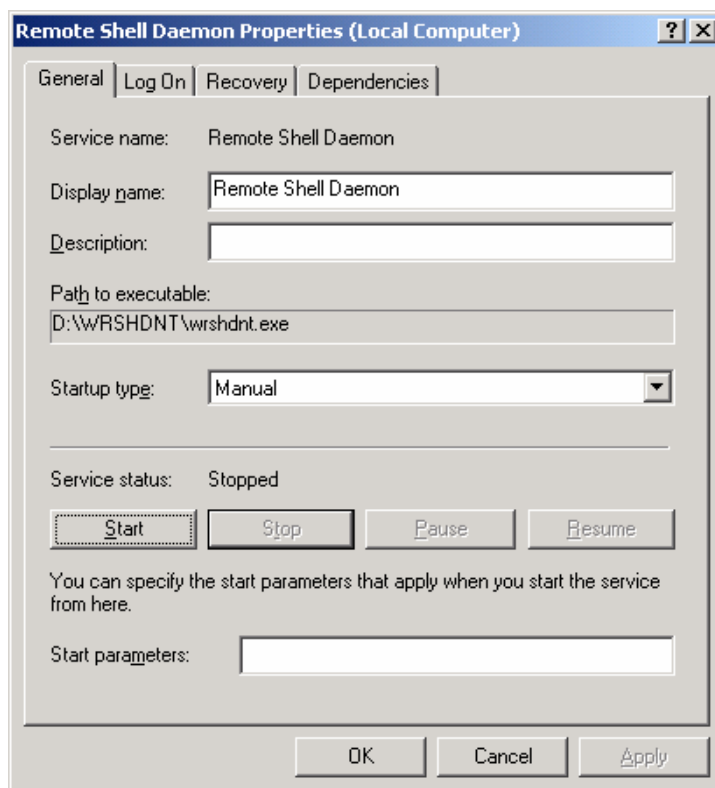 Remote Shell Daemon Properties (Local Computer)
General Log On Recovery Dependencies
Service name: Remote Shell Daemon
Display name: Remote Shell Daemon
Description:
Path to executable:
D:\WRSHDNT\wrshdnt.exe
Startup type: Manual
Service status: Stopped
Start Stop Pause Resume
You can specify the start parameters that apply when you start the service
from here.
Start parameters:
OK Cancel Apply